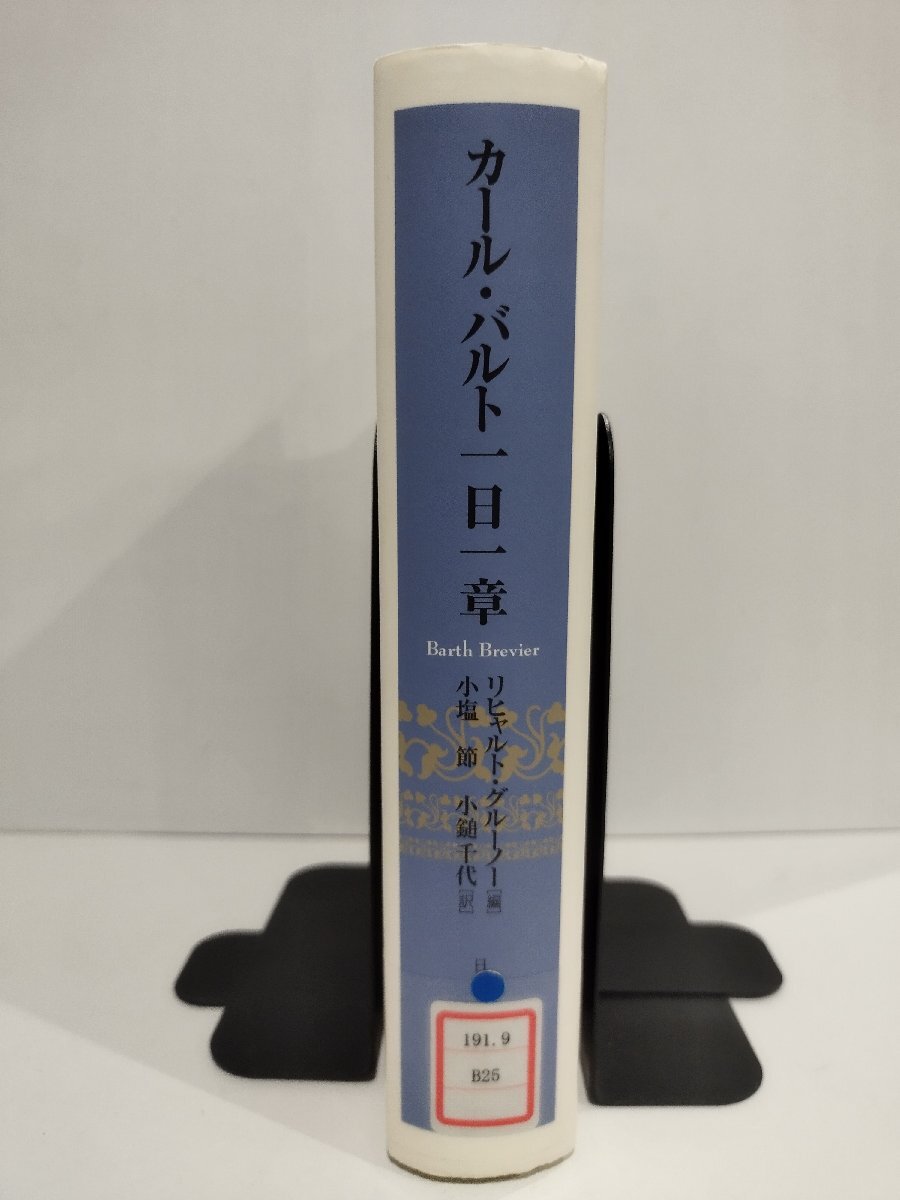 カール・バルト一日一章
Barth Brevier
リヒャルト・グルーノー[編]
小塩 節 小鎚千代[訳]
日
191.9
B25